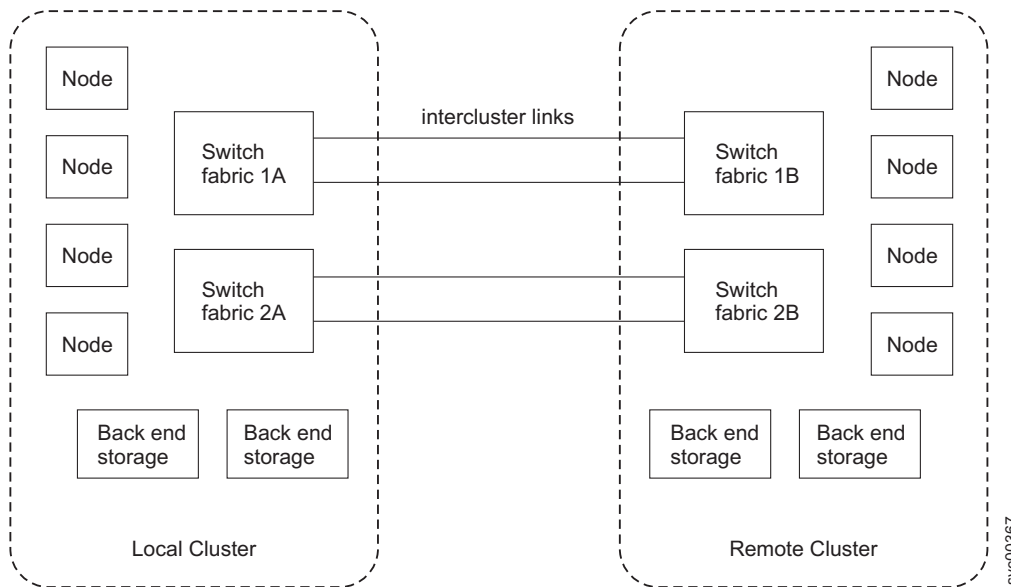 Node
Node
Node
Node
Switch
fabric 1A
Switch
fabric 2A
Back end
storage
Back end
storage
Local Cluster
intercluster links
Switch
fabric 1B
Switch
fabric 2B
Node
Node
Node
Node
Back end
storage
Back end
storage
Remote Cluster
svc00367